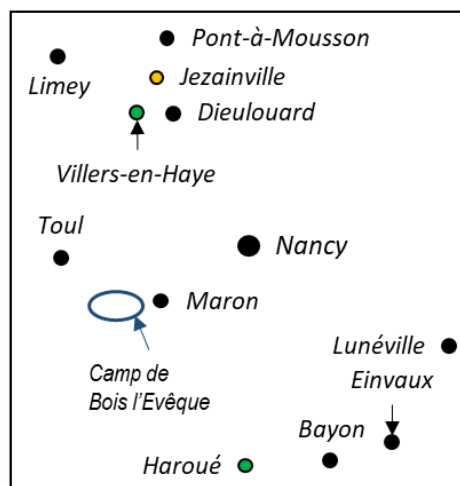 Pont-à-Mousson
Limey
Jezainville
Dieulouard
Villers-en-Haye
Toul
Nancy
Maron
Camp de
Bois l'Evêque
Lunéville
Einvaux
Bayon
Haroué